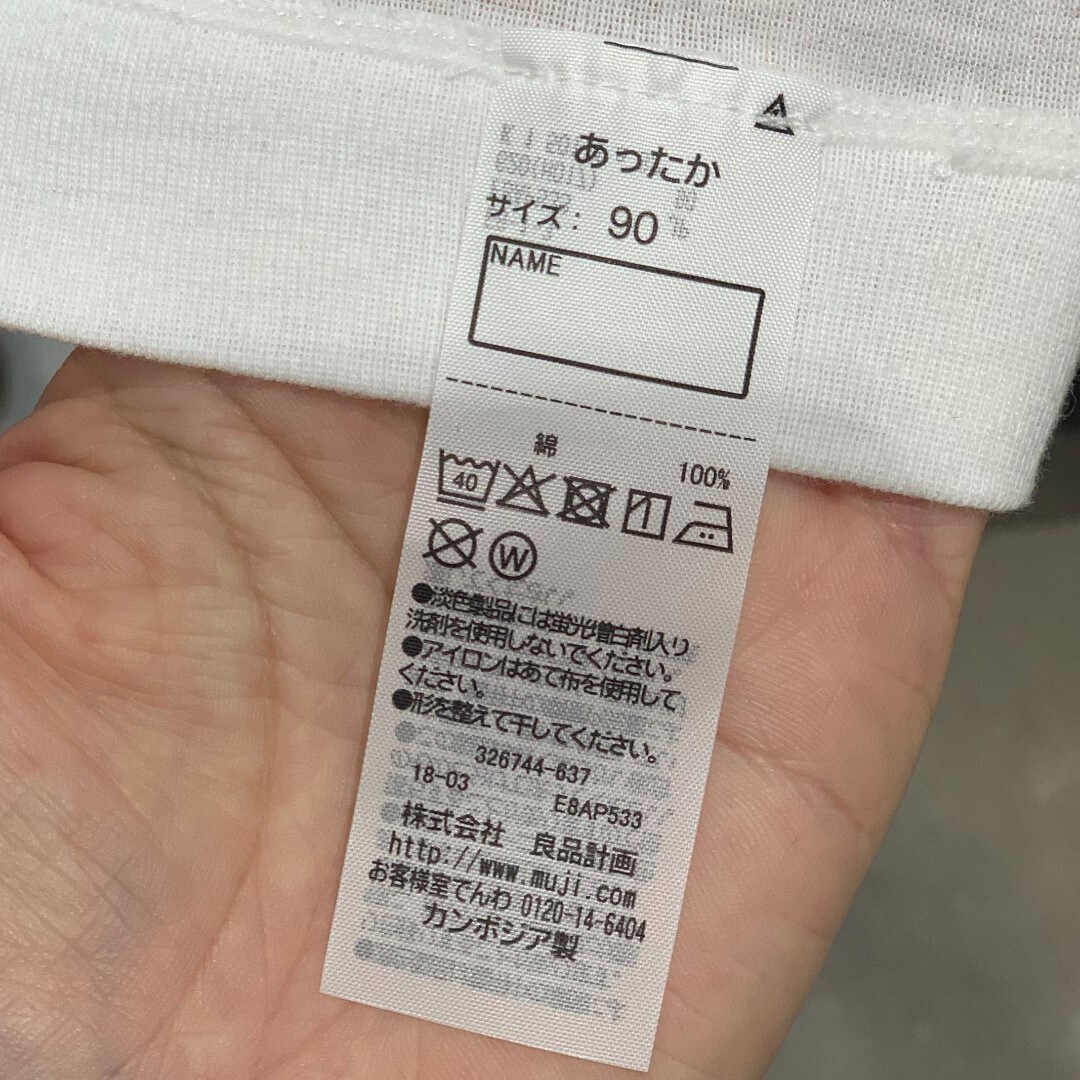 あったか
サイズ： 90
NAME
綿
100%
40
W
●淡色製品には蛍光増白剤入り
洗剤を使用しないでください。
●アイロンはあて布を使用して
ください。
●形を整えて干してください。
326744-637
18-03 E8AP533
株式会社 良品計画
http://www.muji.com
お客様室でんわ 0120-14-6404
カンボジア製